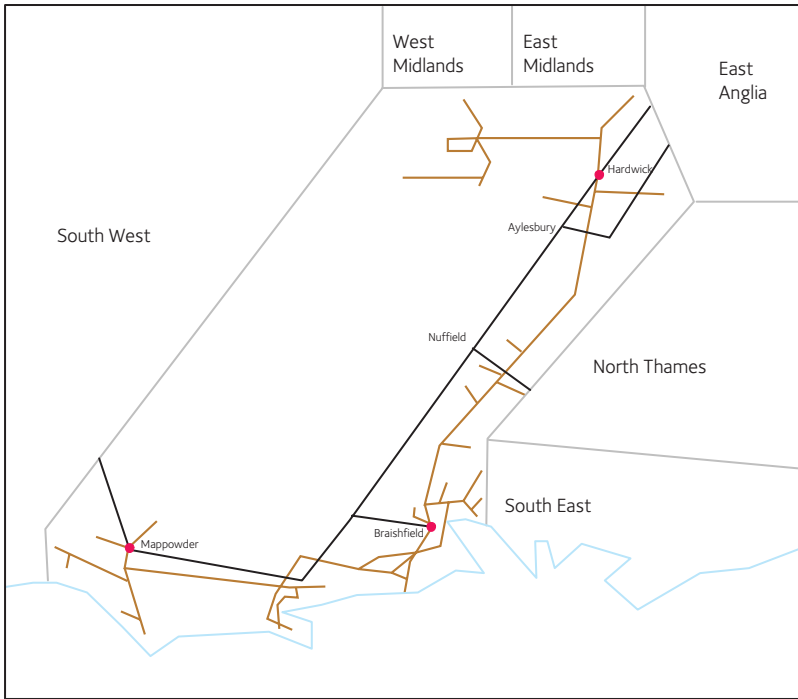 West
Midlands
East
Midlands
East
Anglia
Hardwick
South West
Aylesbury
Nuffield
North Thames
South East
Braishfield
Mappowder